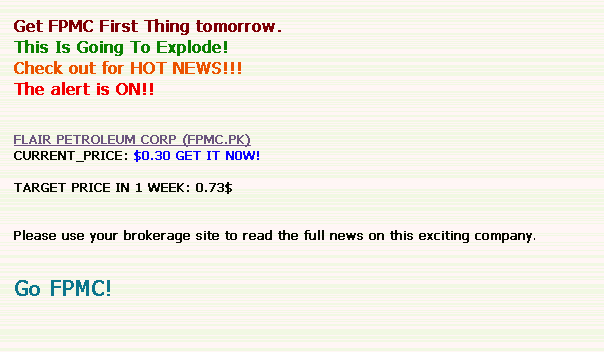 Get FPMC First Thing tomorrow.
This Is Going To Explode!
Check out for HOT NEWS!!!
The alert is ON!!
FLAIR PETROLEUM CORP (FPMC.PK)
CURRENT_PRICE: $0.30 GET IT N0W!
TARGET PRICE IN 1 WEEK: 0.73$
Please use your brokerage site to read the full news on this exciting company.
Go FPMC!